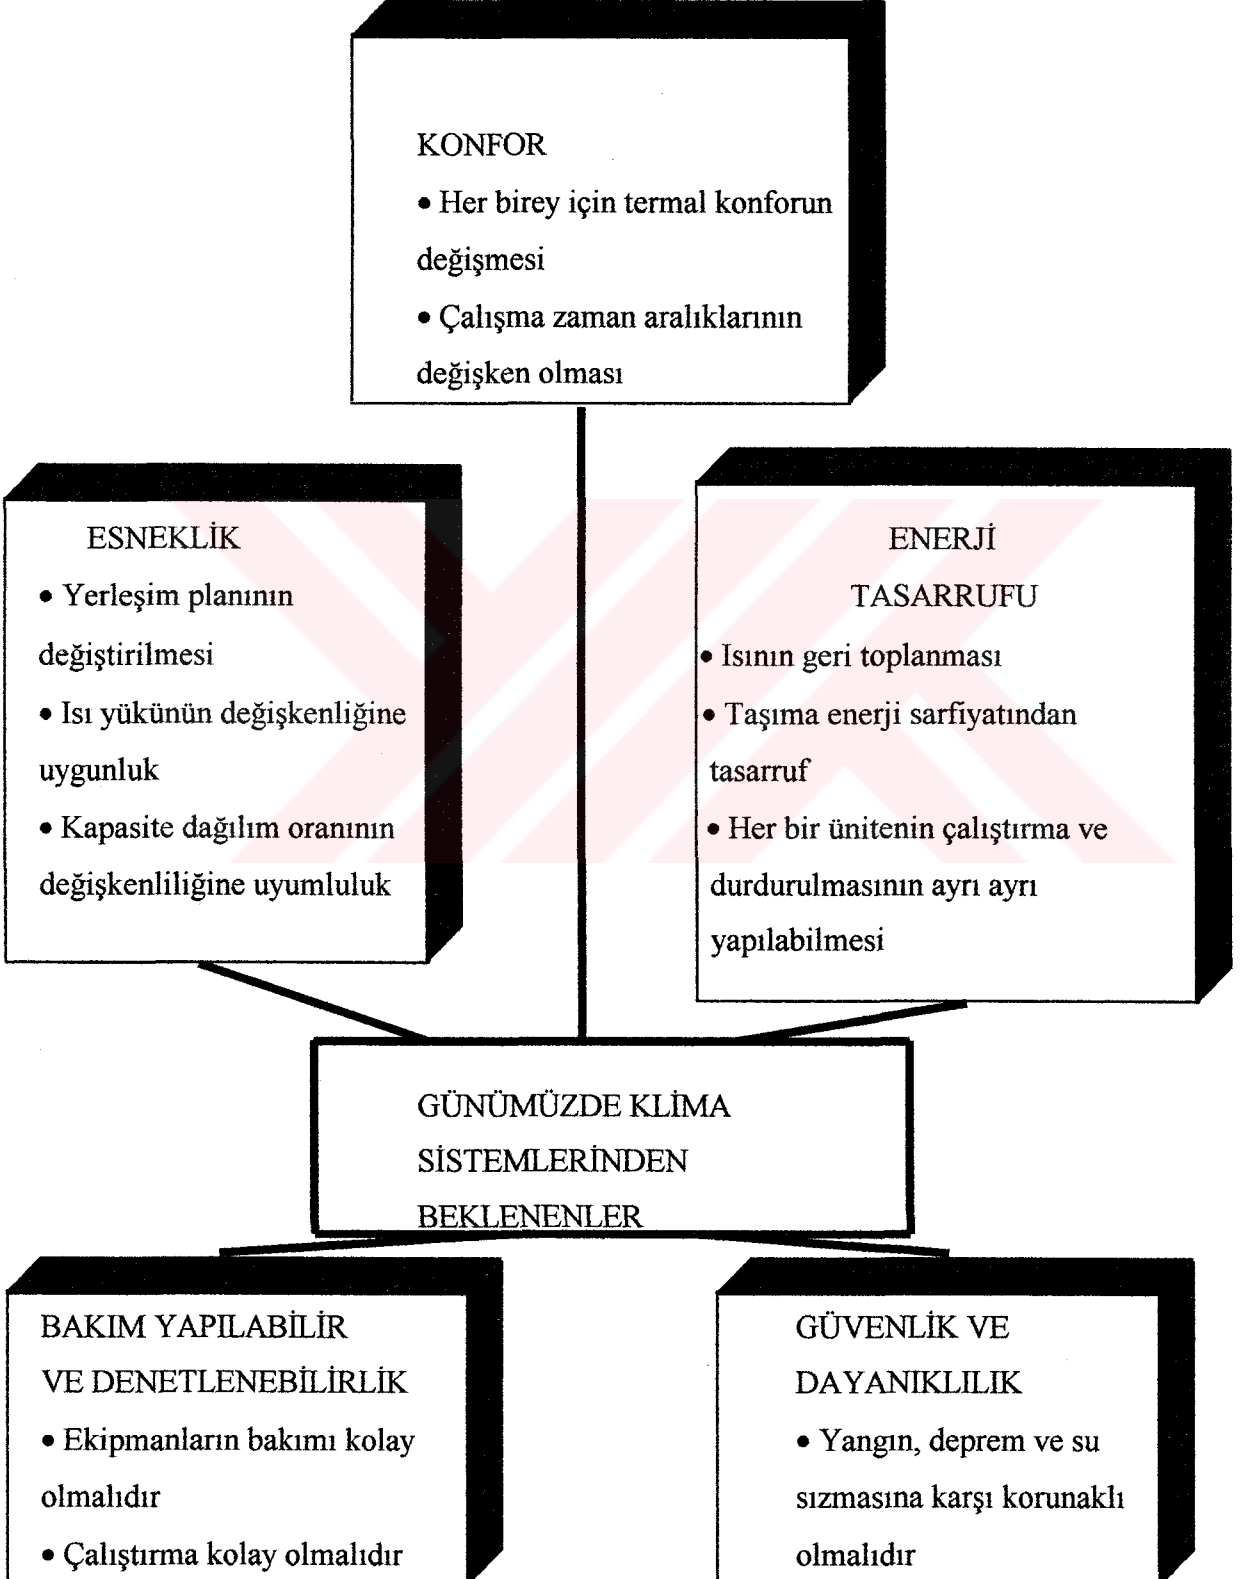 KONFOR
• Her birey için termal konforun
değişmesi
• Çalışma zaman aralıklarının
değişken olması
ESNEKLİK
• Yerleşim planının
değiştirilmesi
• Isı yükünün değişkenliğine
uygunluk
• Kapasite dağılım oranının
değişkenliliğine uyumluluk
ENERJİ
TASARRUFU
• Isının geri toplanması
• Taşıma enerji sarfiyatından
tasarruf
• Her bir ünitenin çalıştırma ve
durdurulmasının ayrı ayrı
yapılabilmesi
GÜNÜMÜZDE KLİMA
SİSTEMLERİNDEN
BEKLENENLER
BAKIM YAPILABİLİR
VE DENETLENEBİLİRLİK
• Ekipmanların bakımı kolay
olmalıdır
• Çalıştırma kolay olmalıdır
GÜVENLİK VE
DAYANIKLILIK
• Yangın, deprem ve su
sızmasına karşı korunaklı
olmalıdır